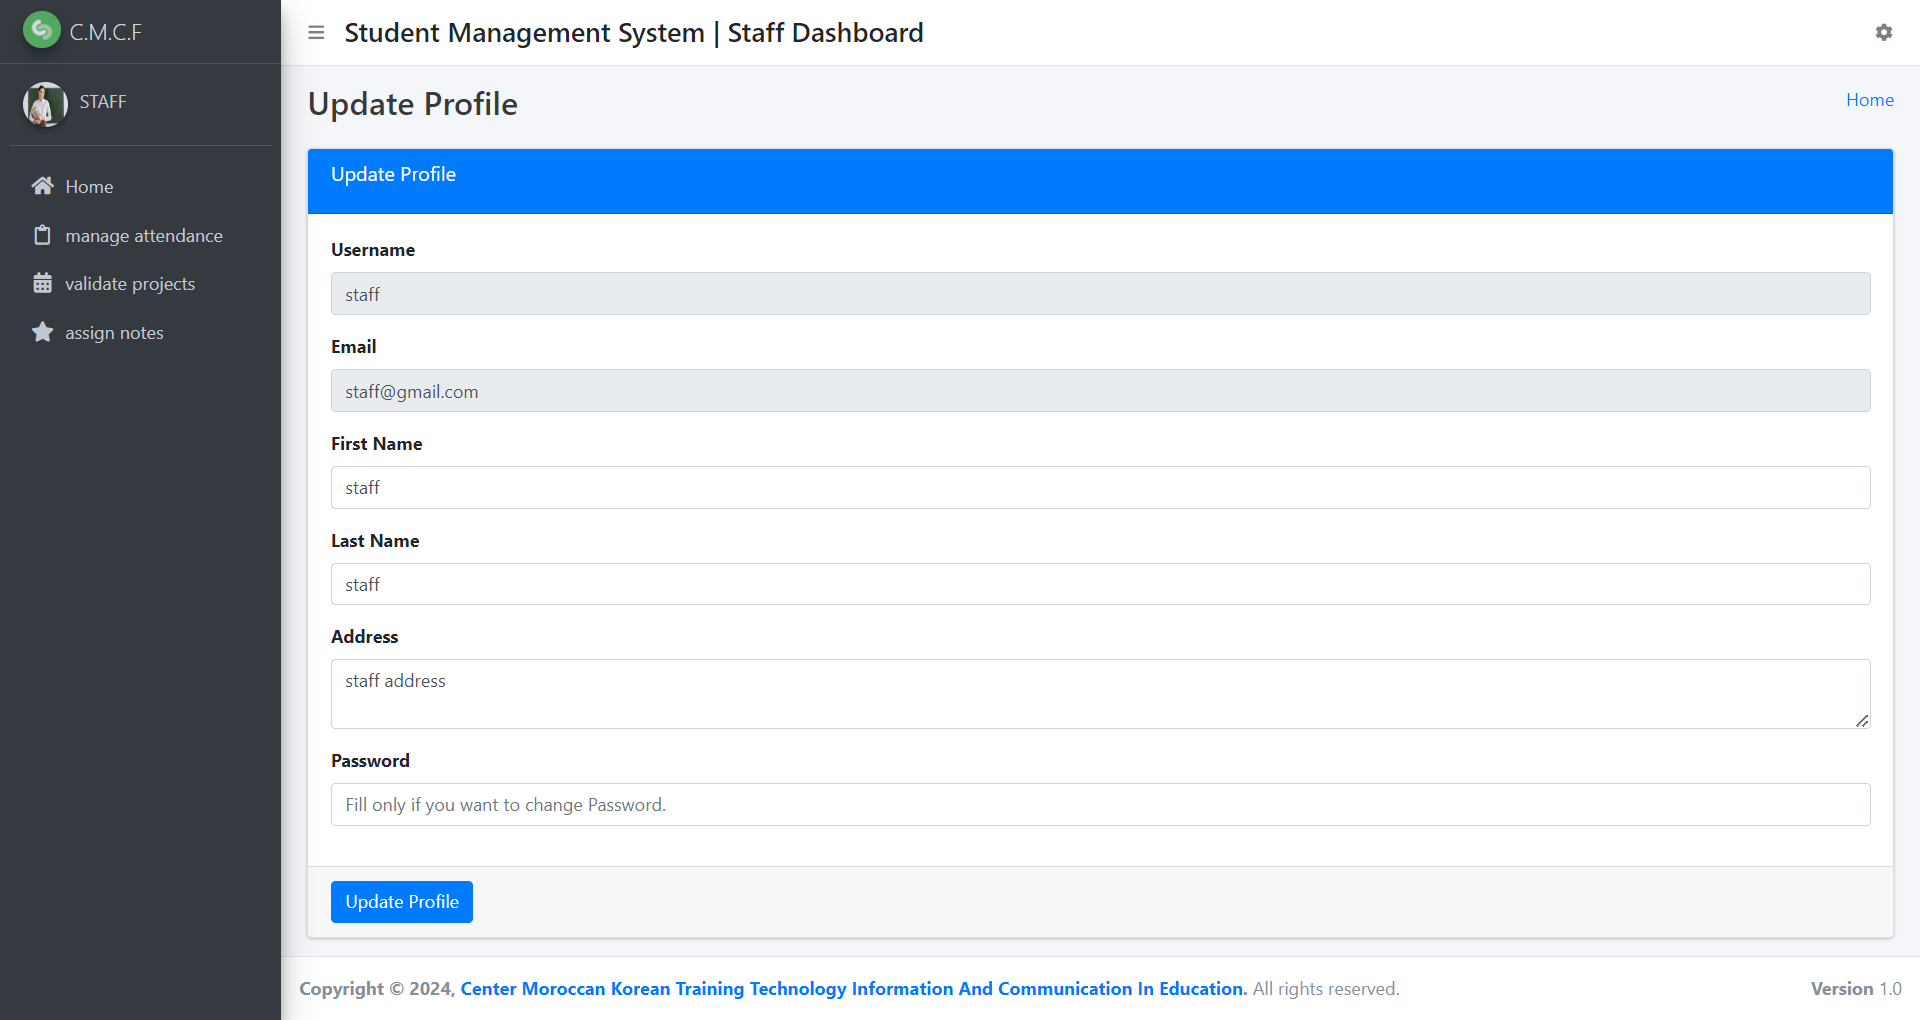 C.M.C.F
STAFF
Home
manage attendance
validate projects
assign notes
Student Management System | Staff Dashboard
Update Profile
Home
Update Profile
Username
staff
Email
staff@gmail.com
First Name
staff
Last Name
staff
Address
staff address
Password
Fill only if you want to change Password.
Update Profile
Copyright © 2024, Center Moroccan Korean Training Technology Information And Communication In Education. All rights reserved.
Version 1.0